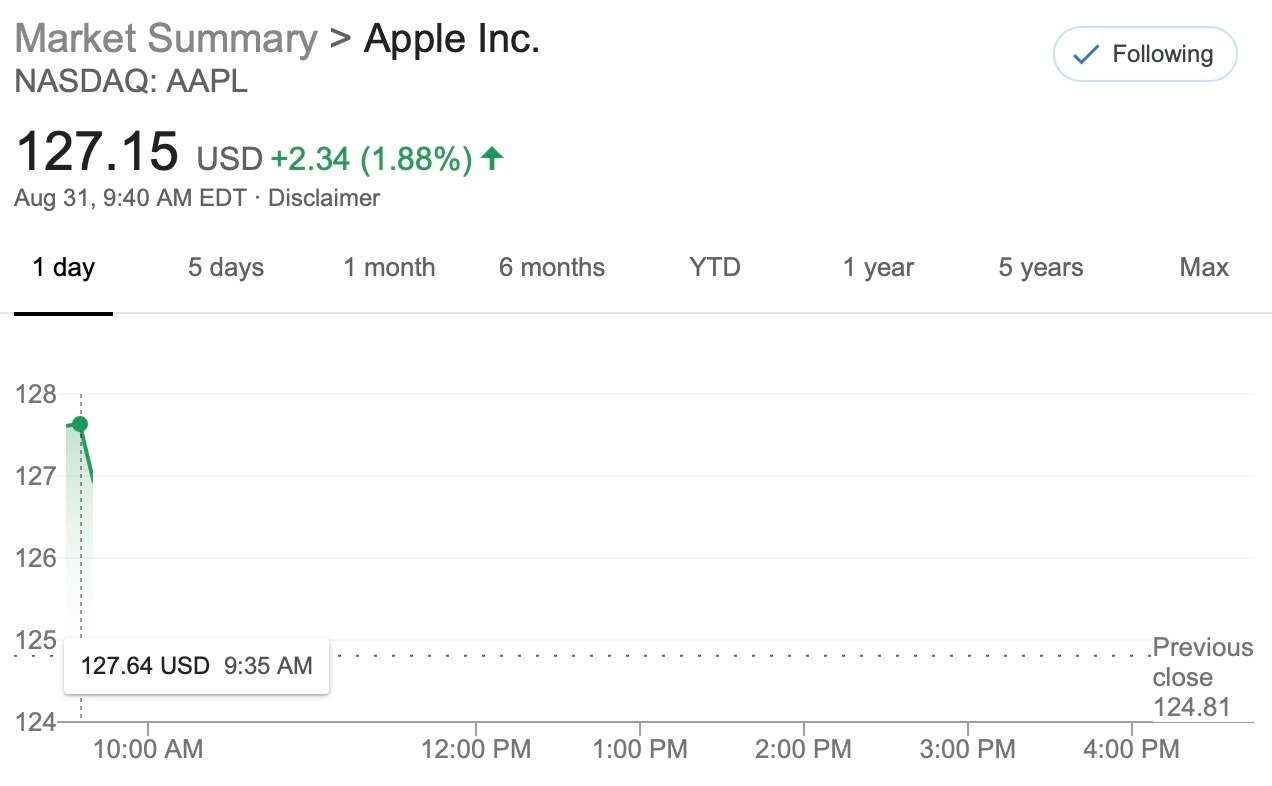 Market Summary > Apple Inc.
Following
NASDAQ: AAPL
127.15 USD +2.34 (1.88%)
Aug 31, 9:40 AM EDT · Disclaimer
1 day 5 days 1 month 6 months YTD 1 year 5 years Max
128
127
126
125
Previous
127.64 USD 9:35 AM
close
124.81
124
10:00 AM 12:00 PM 1:00 PM 2:00 PM 3:00 PM 4:00 PM